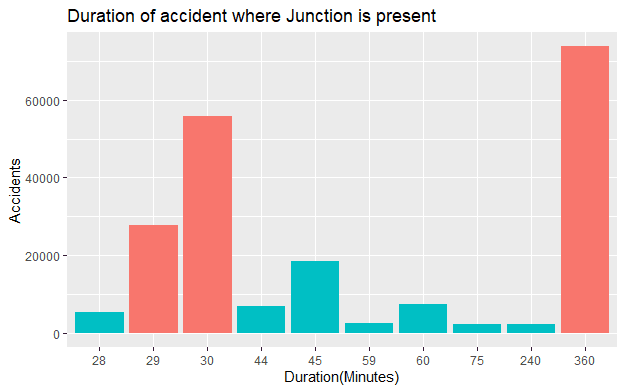 Duration of accident where Junction is present
Accidents
60000
40000
20000
0
28 29 30 44 45 59 60 75 240 360
Duration(Minutes)